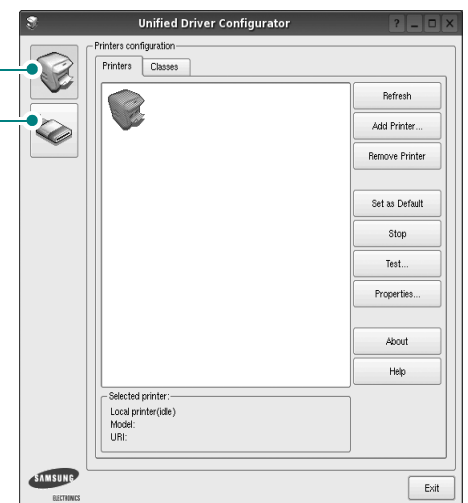 Unified Driver Configurator
Printers configuration
Printers
Classes
Refresh
Add Printer...
Remove Printer
Set as Default
Stop
Test...
Properties...
About
Help
Selected printer:
Local printer(idle)
Model:
URI:
SAMSUNG
ELECTRONICS
Exit